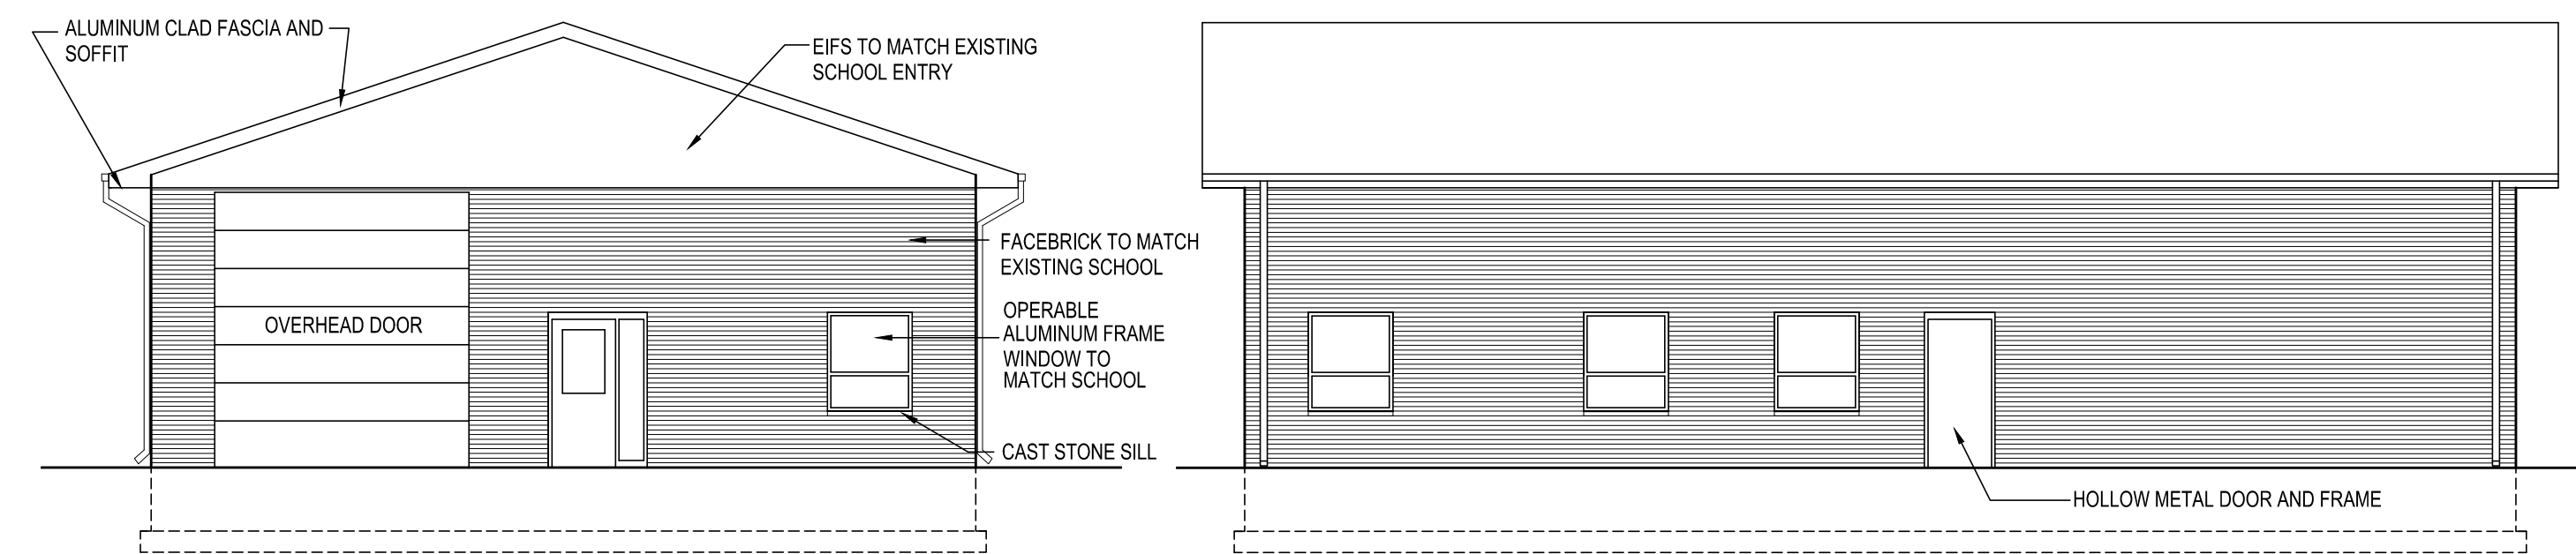 ALUMINUM CLAD FASCIA AND
SOFFIT
EIFS TO MATCH EXISTING
SCHOOL ENTRY
FACEBRICK TO MATCH
EXISTING SCHOOL
OVERHEAD DOOR
OPERABLE
ALUMINUM FRAME
WINDOW TO
MATCH SCHOOL
CAST STONE SILL
HOLLOW METAL DOOR AND FRAME